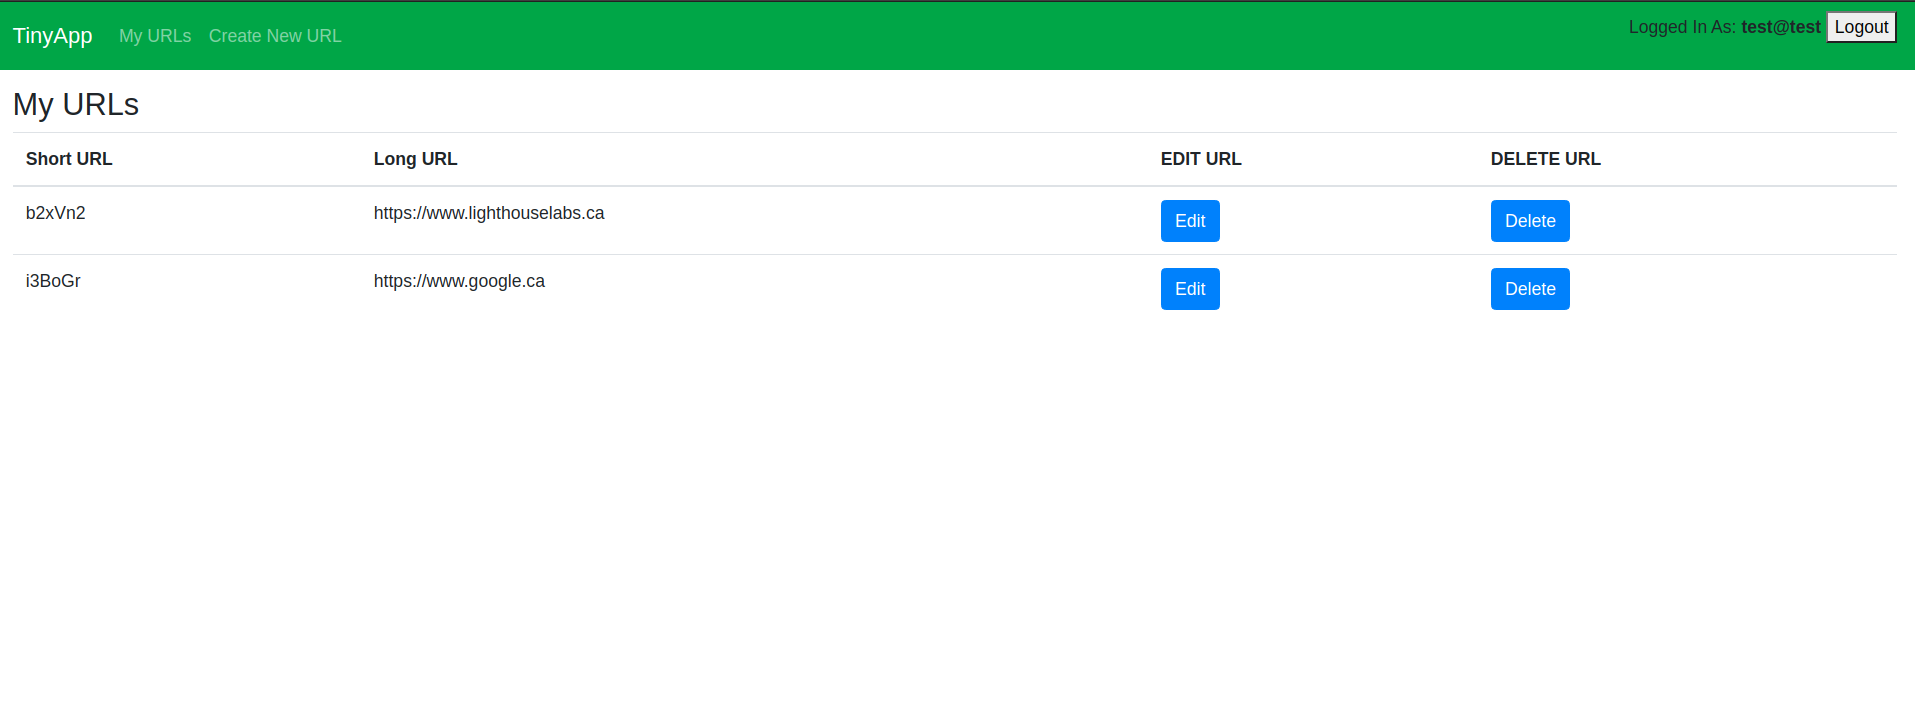 TinyApp My URLs Create New URL Logged In As: test@test Logout
My URLs
Short URL Long URL EDIT URL DELETE URL
b2xVn2 https://www.lighthouselabs.ca Edit Delete
i3BoGr https://www.google.ca Edit Delete